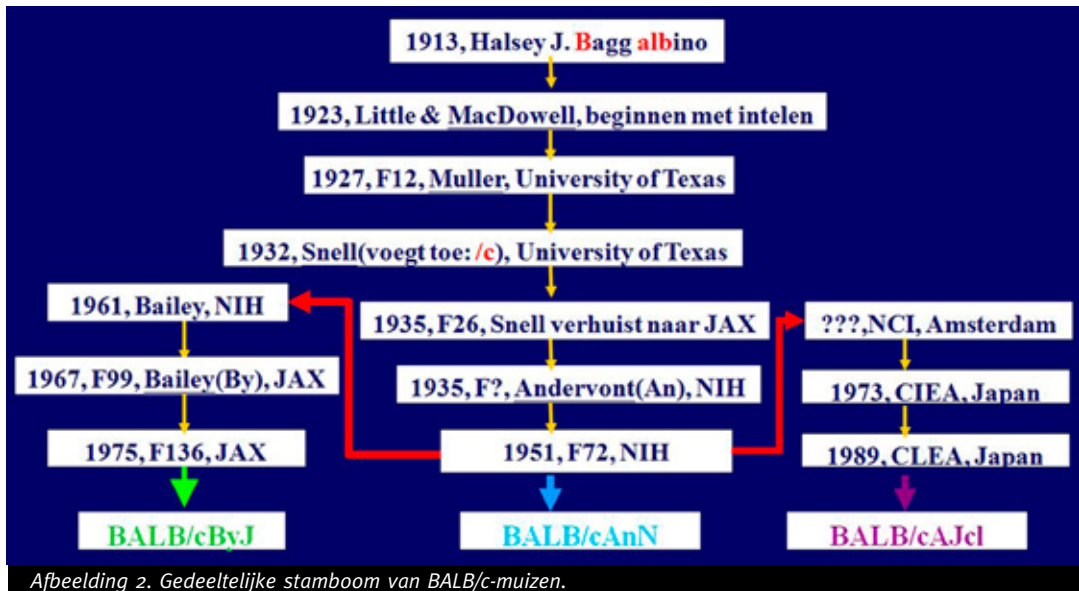 1913, Halsey J. Bagg albino
1923, Little & MacDowell, beginnen met intelen
1927, F12, Muller, University of Texas
1932, Snell(voegt toe: /c), University of Texas
1961, Bailey, NIH
1935, F26, Snell verhuist naar JAX
???,NCI, Amsterdam
1967, F99, Bailey(By), JAX
1935, F?, Andervont(An), NIH
1973, CIEA, Japan
1975, F136, JAX
1951, F72, NIH
1989, CLEA, Japan
BALB/cByJ
BALB/cAnN
BALB/cAJcl
Afbeelding 2. Gedeeltelijke stamboom van BALB/c-muizen.